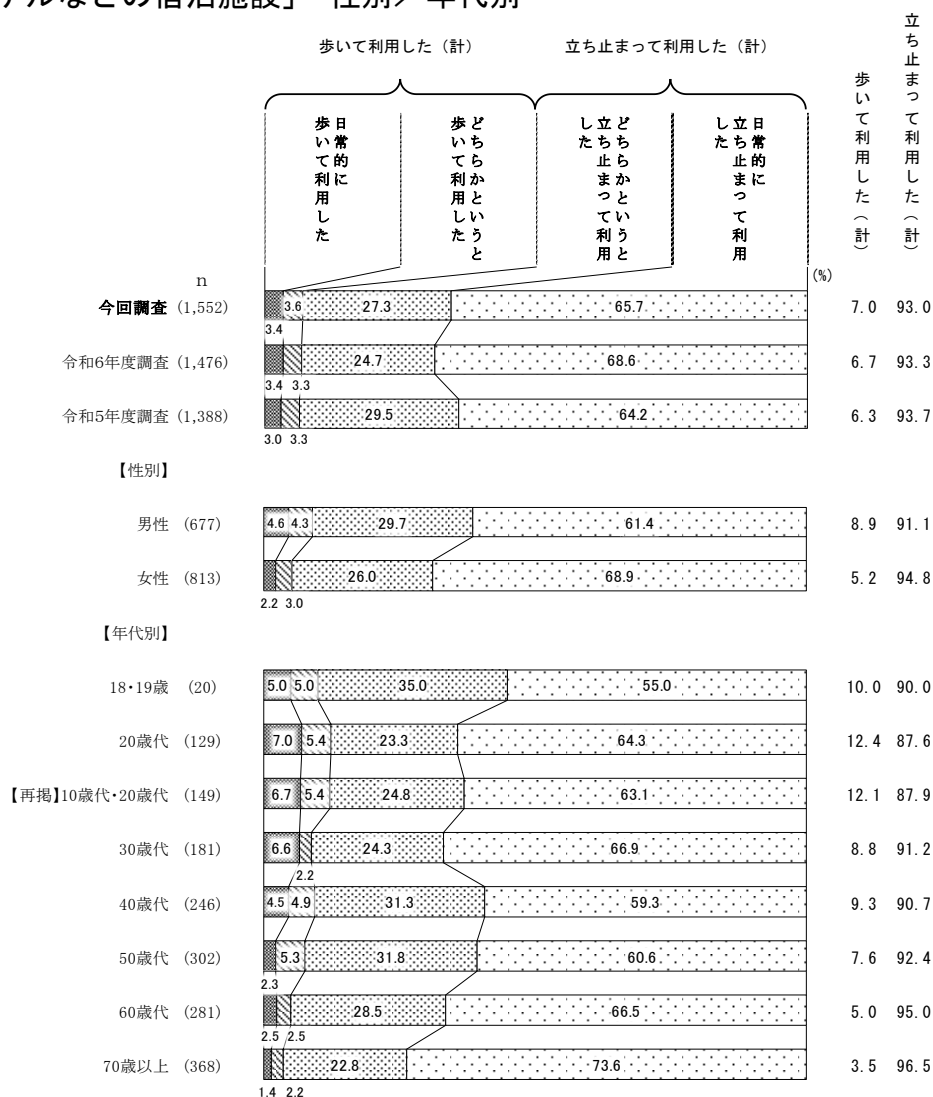 テルなどの宿泊施設」 性別／年代別
歩いて利用した（計）
立ち止まって利用した（計）
日常的に歩いて利用した
どちらかというと歩いて利用した
どちらかというと立ち止まって利用した
日常的に立ち止まって利用した
歩いて利用した（計）
立ち止まって利用した（計）
n
(%)
今回調査 (1,552) 3.4 3.6 27.3 65.7 7.0 93.0
令和6年度調査 (1,476) 3.4 3.3 24.7 68.6 6.7 93.3
令和5年度調査 (1,388) 3.0 3.3 29.5 64.2 6.3 93.7
【性別】
男性 (677) 4.6 4.3 29.7 61.4 8.9 91.1
女性 (813) 2.2 3.0 26.0 68.9 5.2 94.8
【年代別】
18・19歳 (20) 5.0 5.0 35.0 55.0 10.0 90.0
20歳代 (129) 7.0 5.4 23.3 64.3 12.4 87.6
【再掲】10歳代・20歳代 (149) 6.7 5.4 24.8 63.1 12.1 87.9
30歳代 (181) 6.6 2.2 24.3 66.9 8.8 91.2
40歳代 (246) 4.5 4.9 31.3 59.3 9.3 90.7
50歳代 (302) 2.3 5.3 31.8 60.6 7.6 92.4
60歳代 (281) 2.5 2.5 28.5 66.5 5.0 95.0
70歳以上 (368) 1.4 2.2 22.8 73.6 3.5 96.5